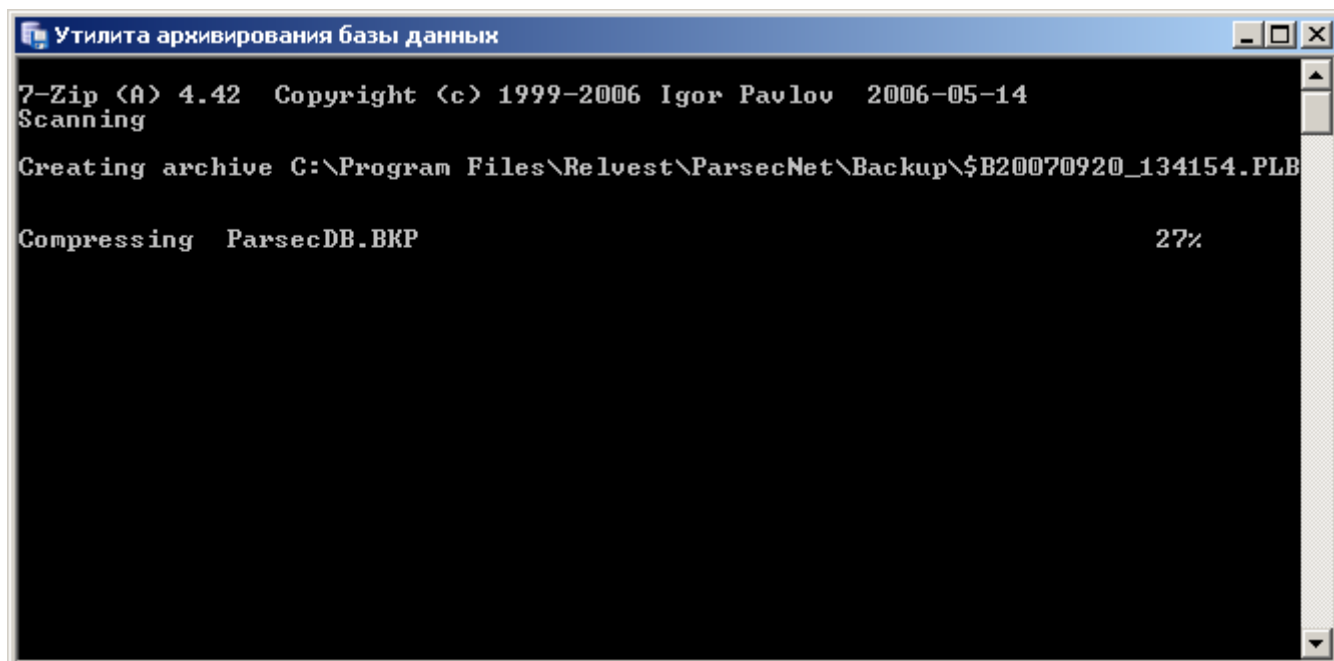 Утилита архивирования базы данных
7-Zip (A) 4.42  Copyright (c) 1999-2006 Igor Pavlov  2006-05-14
Scanning
Creating archive C:\Program Files\Relvest\ParsecNet\Backup\$B20070920_134154.PLB
Compressing  ParsecDB.BKP 27%